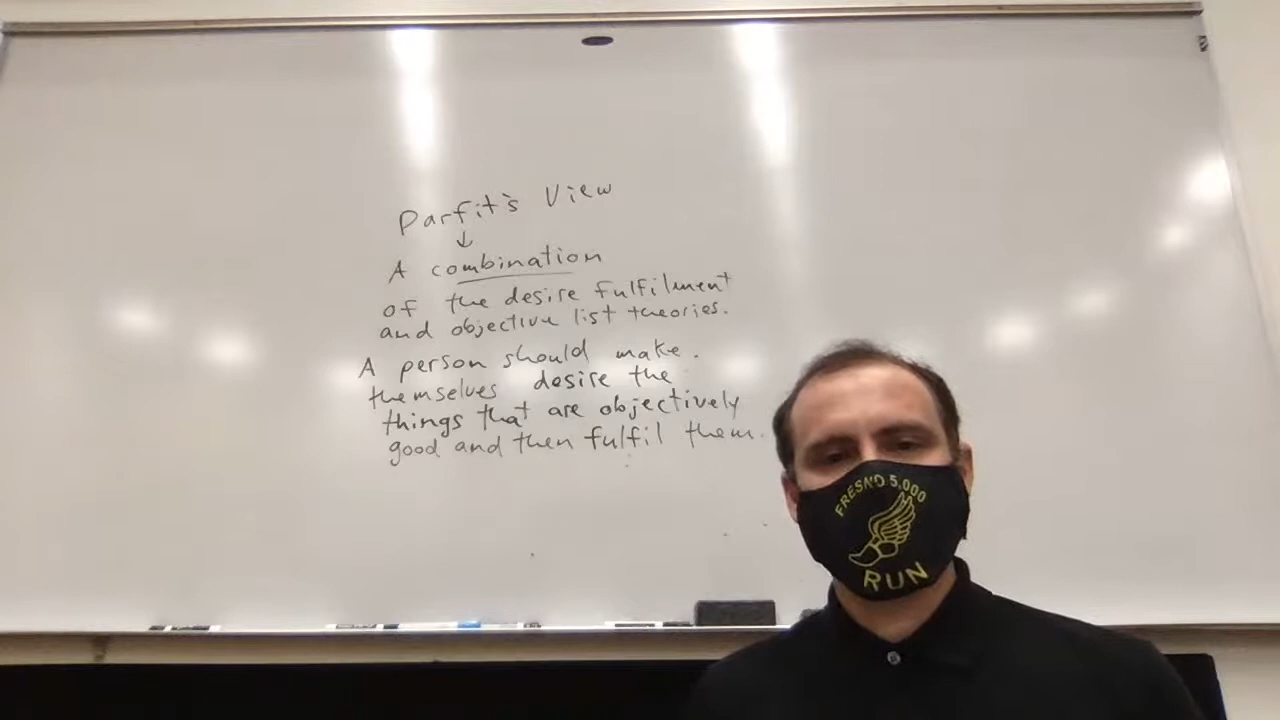 Parfit's View
↓
A combination
of the desire fulfilment
and objective list theories.
A person should make
themselves desire the
things that are objectively
good and then fulfil them.
FRESNO 5,000
RUN